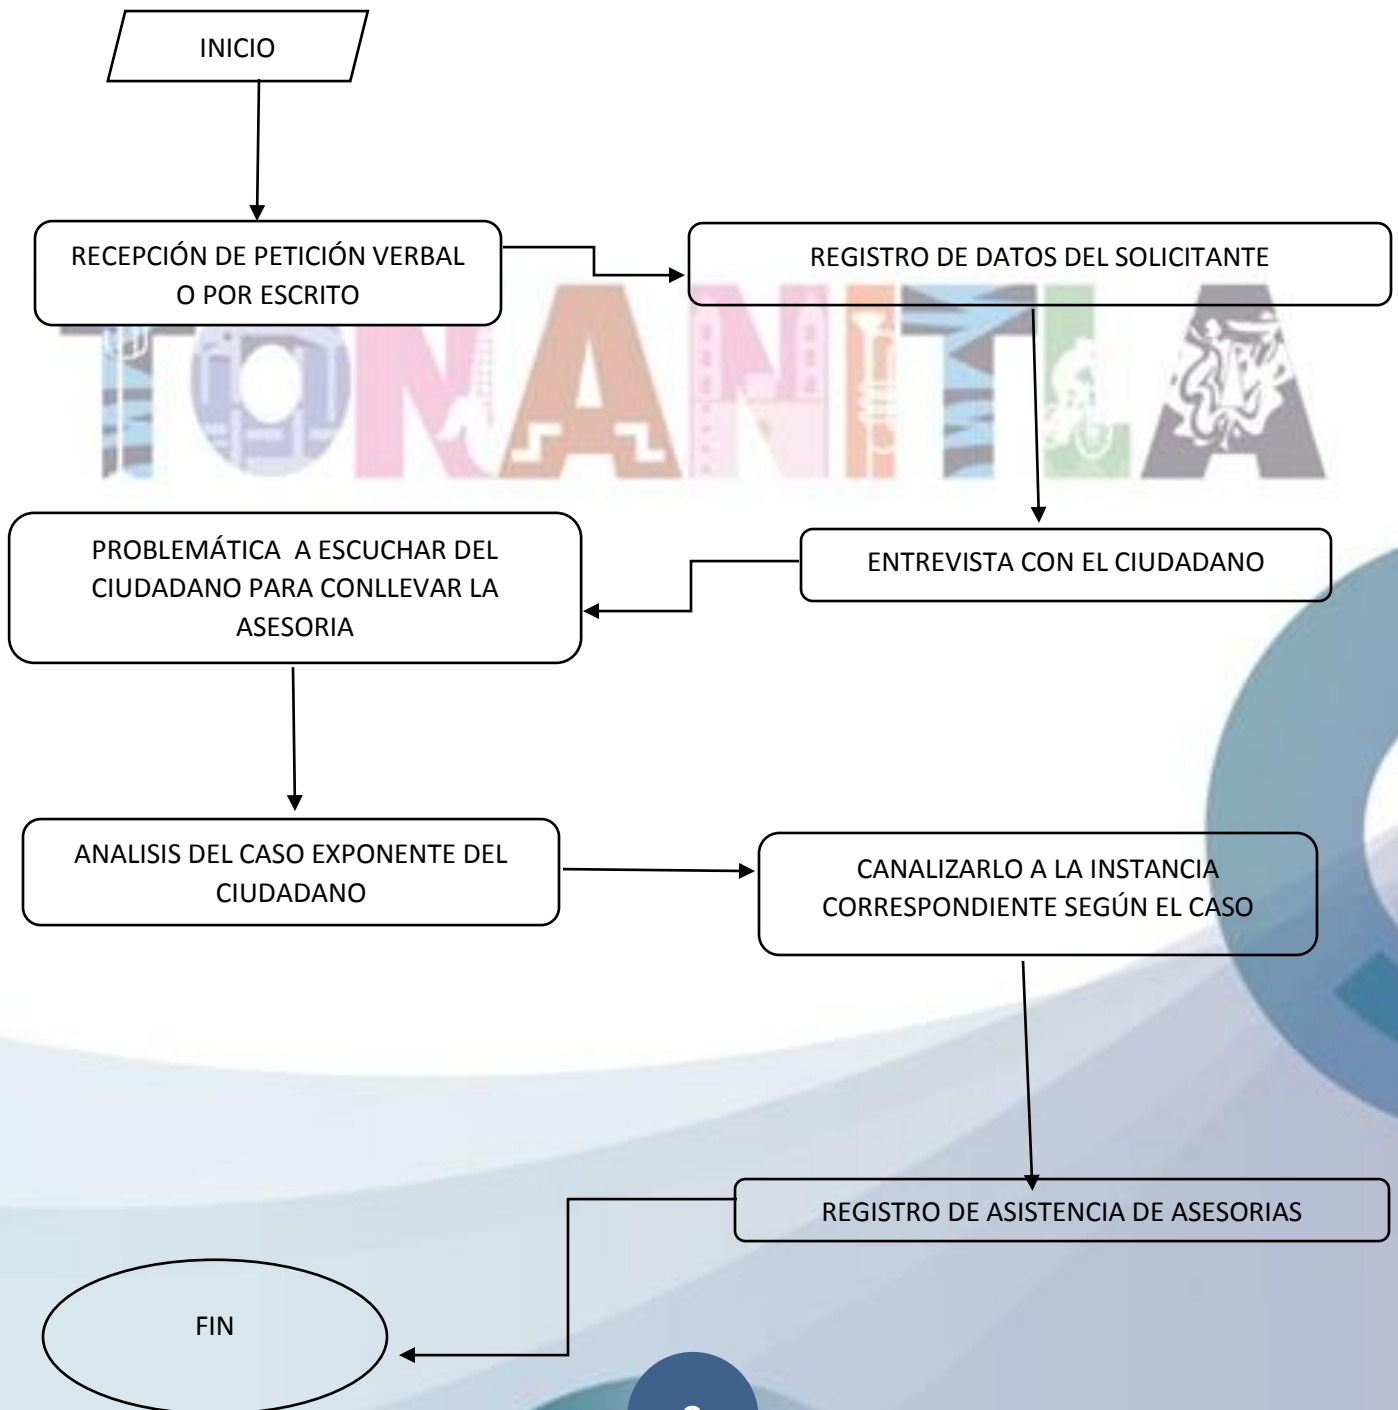 INICIO
RECEPCIÓN DE PETICIÓN VERBAL
O POR ESCRITO
REGISTRO DE DATOS DEL SOLICITANTE
TONANITLA
PROBLEMÁTICA A ESCUCHAR DEL
CIUDADANO PARA CONLLEVAR LA
ASESORIA
ENTREVISTA CON EL CIUDADANO
ANALISIS DEL CASO EXPONENTE DEL
CIUDADANO
CANALIZARLO A LA INSTANCIA
CORRESPONDIENTE SEGÚN EL CASO
REGISTRO DE ASISTENCIA DE ASESORIAS
FIN